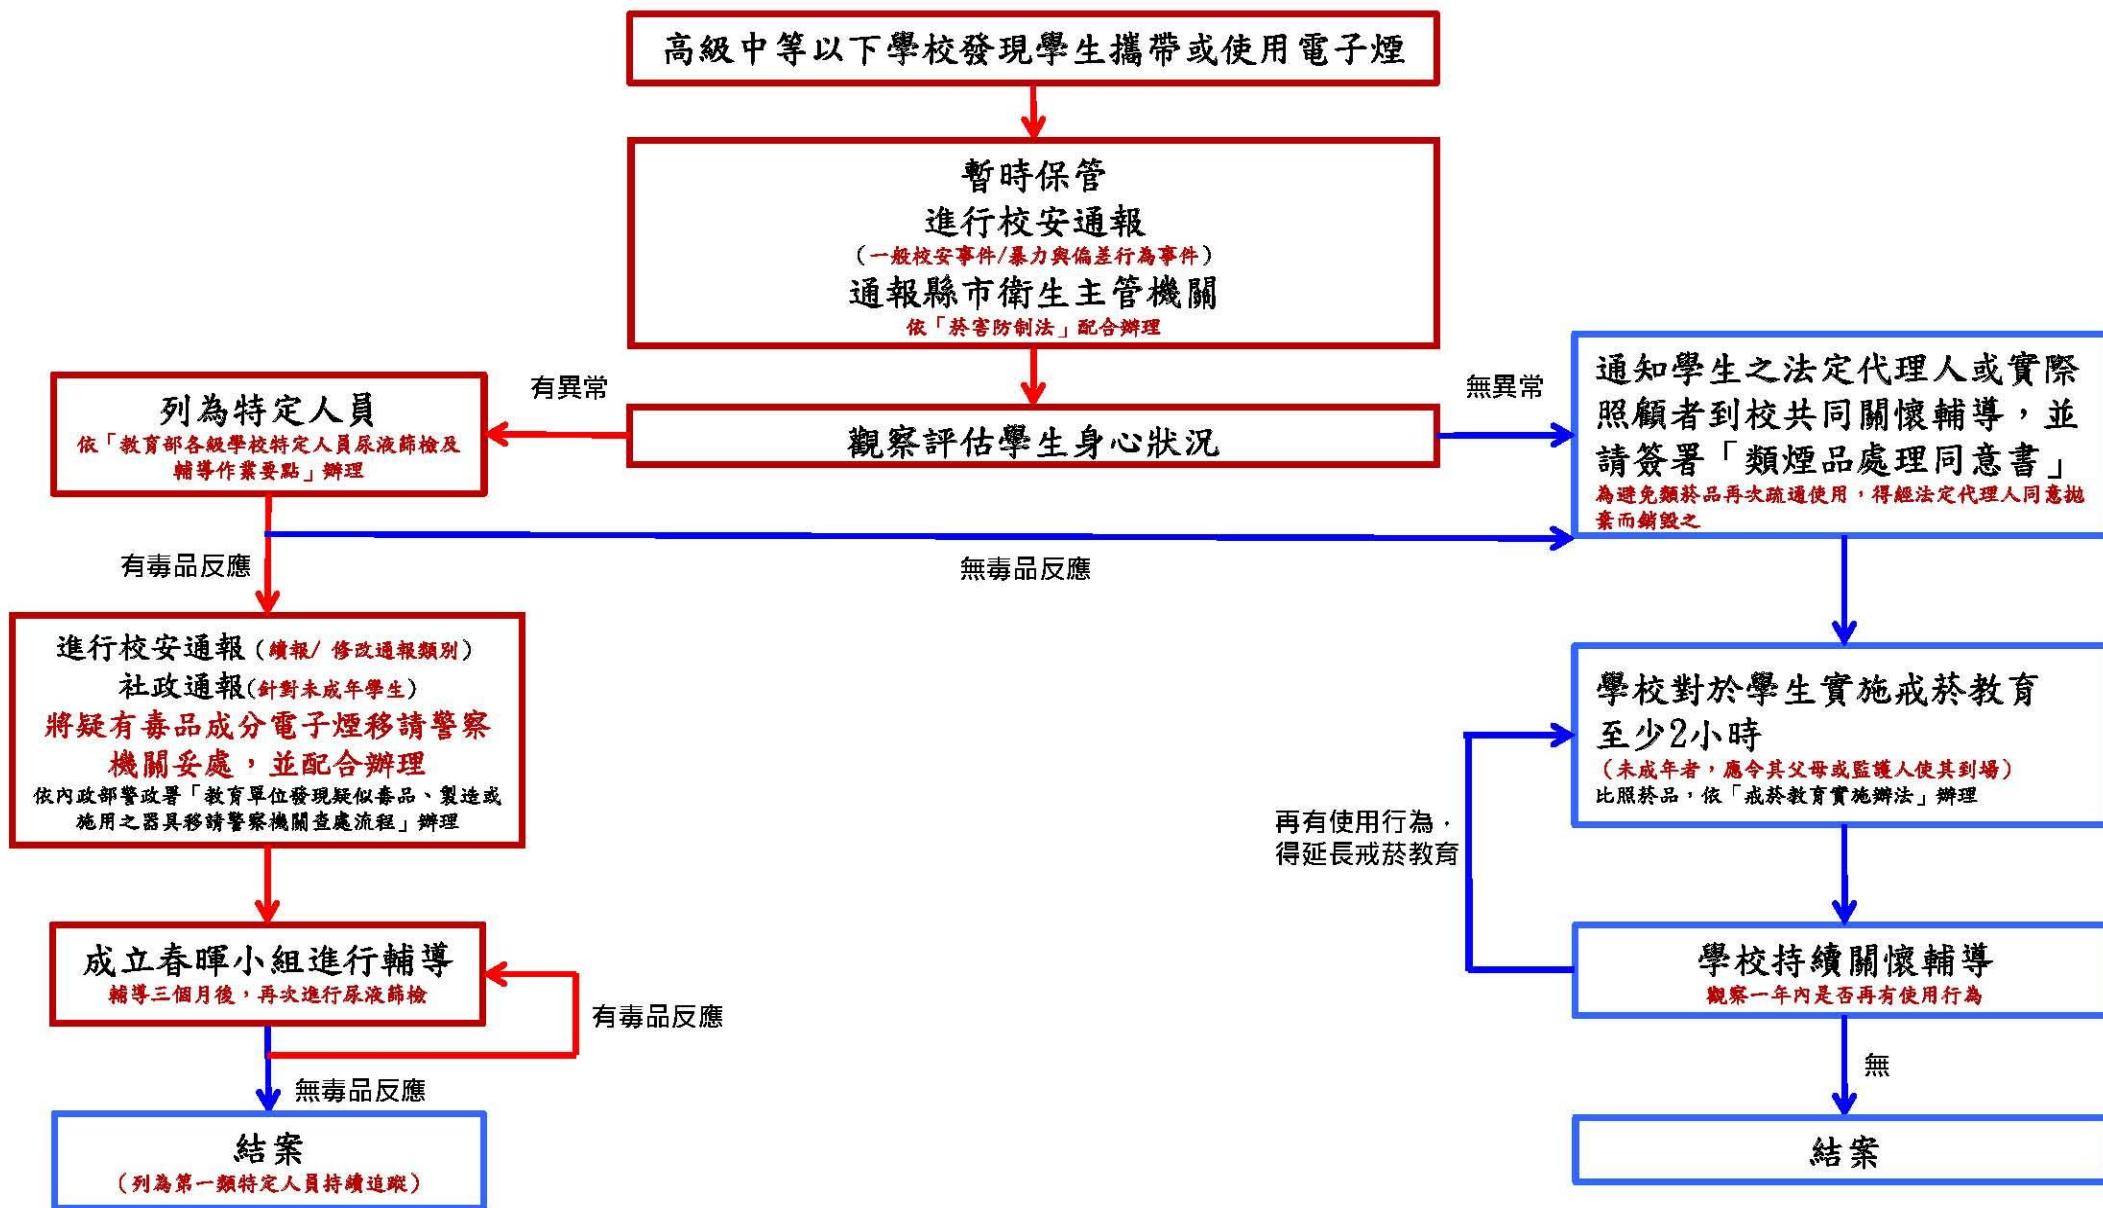 高級中等以下學校發現學生攜帶或使用電子煙
暫時保管
進行校安通報
(一般校安事件/暴力與偏差行為事件)
通報縣市衛生主管機關
依「菸害防制法」配合辦理
有異常
無異常
觀察評估學生身心狀況
列為特定人員
依「教育部各級學校特定人員尿液篩檢及
輔導作業要點」辦理
通知學生之法定代理人或實際
照顧者到校共同關懷輔導，並
請簽署「類煙品處理同意書」
為避免類菸品再次疏通使用，得經法定代理人同意拋
棄而銷毀之
有毒品反應
無毒品反應
進行校安通報(續報/ 修改通報類別)
社政通報(針對未成年學生)
將疑有毒品成分電子煙移請警察
機關妥處，並配合辦理
依內政部警政署「教育單位發現疑似毒品、製造或
施用之器具移請警察機關查處流程」辦理
學校對於學生實施戒菸教育
至少2小時
(未成年者，應令其父母或監護人使其到場)
比照菸品，依「戒菸教育實施辦法」辦理
再有使用行為，
得延長戒菸教育
成立春暉小組進行輔導
輔導三個月後，再次進行尿液篩檢
有毒品反應
無毒品反應
學校持續關懷輔導
觀察一年內是否再有使用行為
無
結案
(列為第一類特定人員持續追蹤)
結案